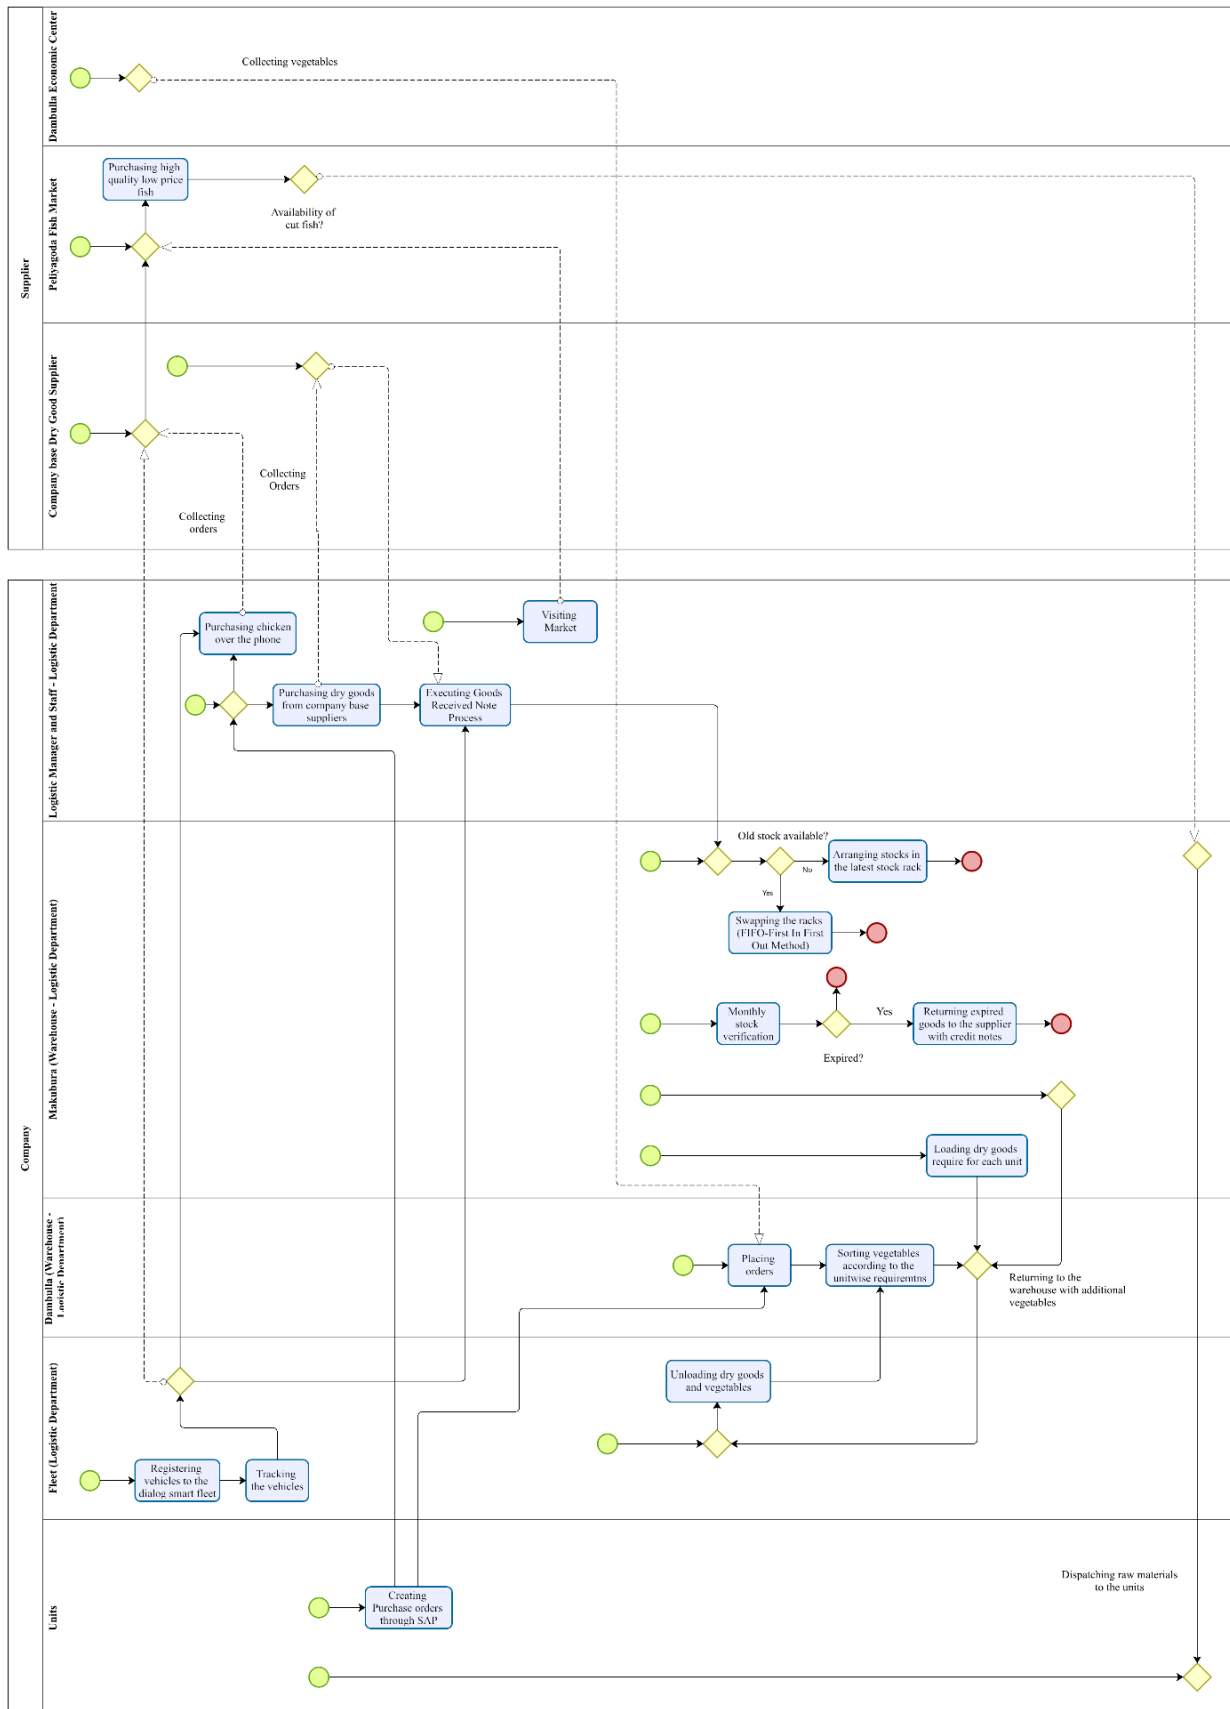 Supplier
Dambulla Economic Center
Collecting vegetables
Peliyagoda Fish Market
Purchasing high
quality low price
fish
Availability of
cut fish?
Company base Dry Good Supplier
Collecting
Orders
Collecting
orders
Company
Logistic Manager and Staff - Logistic Department
Purchasing chicken
over the phone
Visiting
Market
Purchasing dry goods
from company base
suppliers
Executing Goods
Received Note
Process
Makubura (Warehouse - Logistic Department)
Old stock available?
No
Arranging stocks in
the latest stock rack
Yes
Swapping the racks
(FIFO-First In First
Out Method)
Monthly
stock
verification
Yes
Returning expired
goods to the supplier
with credit notes
Expired?
Loading dry goods
require for each unit
Dambulla (Warehouse -
Logistic Department)
Placing
orders
Sorting vegetables
according to the
unitwise requiremtns
Returning to the
warehouse with additional
vegetables
Fleet (Logistic Department)
Unloading dry goods
and vegetables
Registering
vehicles to the
dialog smart fleet
Tracking
the vehicles
Units
Creating
Purchase orders
through SAP
Dispatching raw materials
to the units